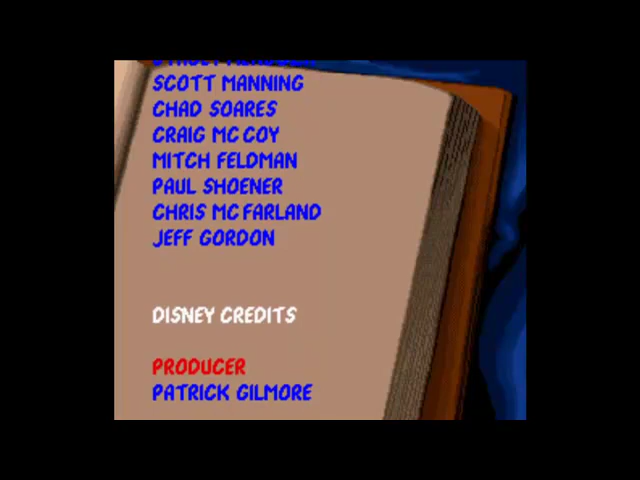 SCOTT MANNING
CHAD SOARES
CRAIG MC COY
MITCH FELDMAN
PAUL SHOENER
CHRIS MC FARLAND
JEFF GORDON
DISNEY CREDITS
PRODUCER
PATRICK GILMORE